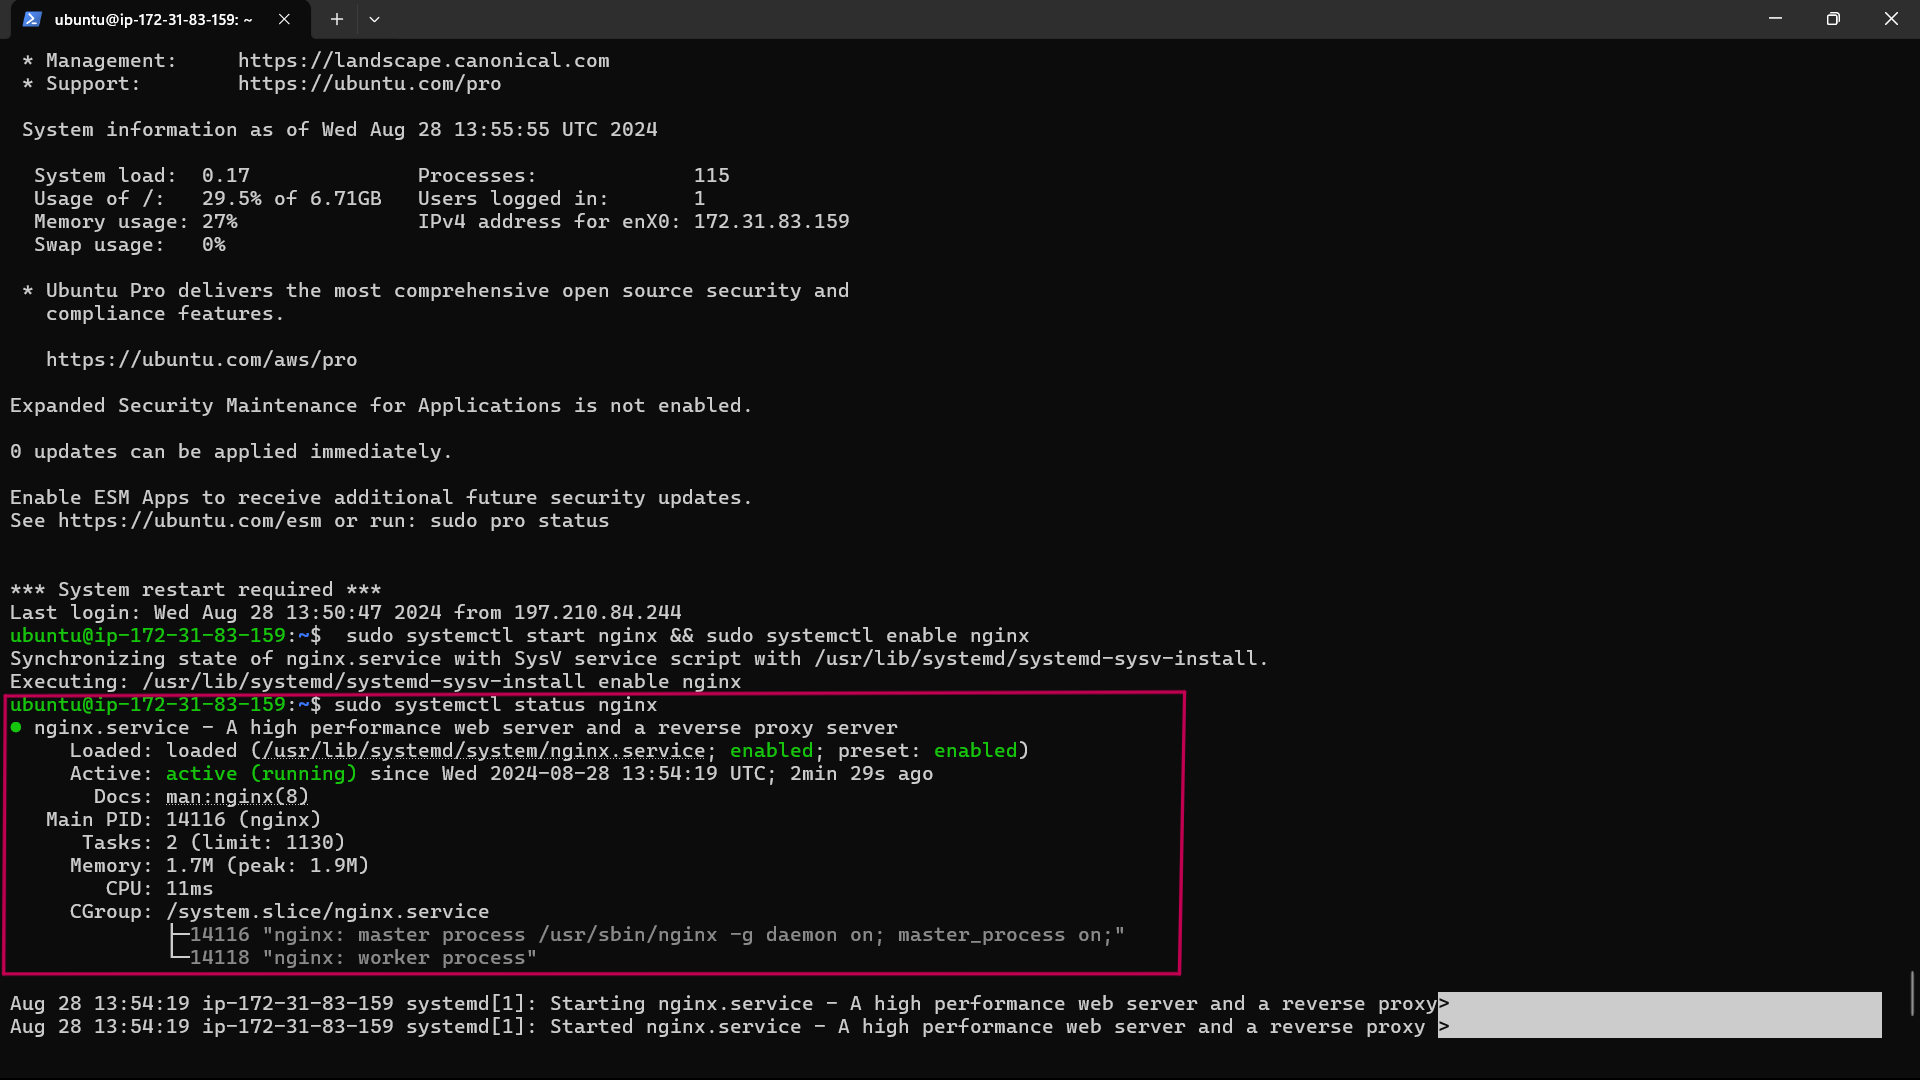 ubuntu@ip-172-31-83-159: ~
 * Management:     https://landscape.canonical.com
 * Support:        https://ubuntu.com/pro
 System information as of Wed Aug 28 13:55:55 UTC 2024
  System load:  0.17              Processes:             115
  Usage of /:   29.5% of 6.71GB   Users logged in:       1
  Memory usage: 27%               IPv4 address for enX0: 172.31.83.159
  Swap usage:   0%
 * Ubuntu Pro delivers the most comprehensive open source security and
   compliance features.
   https://ubuntu.com/aws/pro
Expanded Security Maintenance for Applications is not enabled.
0 updates can be applied immediately.
Enable ESM Apps to receive additional future security updates.
See https://ubuntu.com/esm or run: sudo pro status
*** System restart required ***
Last login: Wed Aug 28 13:50:47 2024 from 197.210.84.244
ubuntu@ip-172-31-83-159:~$  sudo systemctl start nginx && sudo systemctl enable nginx
Synchronizing state of nginx.service with SysV service script with /usr/lib/systemd/systemd-sysv-install.
Executing: /usr/lib/systemd/systemd-sysv-install enable nginx
ubuntu@ip-172-31-83-159:~$ sudo systemctl status nginx
● nginx.service - A high performance web server and a reverse proxy server
     Loaded: loaded (/usr/lib/systemd/system/nginx.service; enabled; preset: enabled)
     Active: active (running) since Wed 2024-08-28 13:54:19 UTC; 2min 29s ago
       Docs: man:nginx(8)
   Main PID: 14116 (nginx)
      Tasks: 2 (limit: 1130)
     Memory: 1.7M (peak: 1.9M)
        CPU: 11ms
     CGroup: /system.slice/nginx.service
             ├─14116 "nginx: master process /usr/sbin/nginx -g daemon on; master_process on;"
             └─14118 "nginx: worker process"
Aug 28 13:54:19 ip-172-31-83-159 systemd[1]: Starting nginx.service - A high performance web server and a reverse proxy>
Aug 28 13:54:19 ip-172-31-83-159 systemd[1]: Started nginx.service - A high performance web server and a reverse proxy >